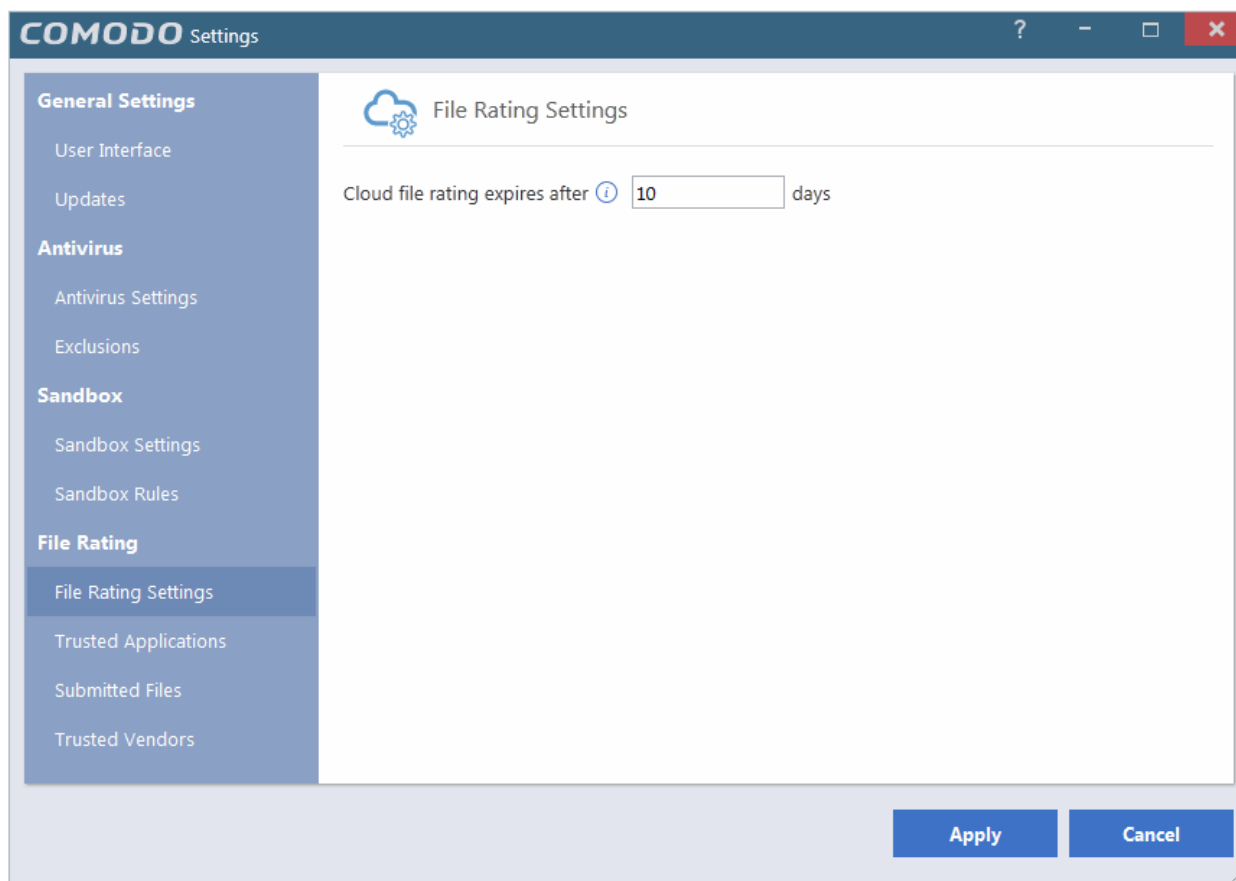 COMODO Settings
?
General Settings
User Interface
Updates
Antivirus
Antivirus Settings
Exclusions
Sandbox
Sandbox Settings
Sandbox Rules
File Rating
File Rating Settings
Trusted Applications
Submitted Files
Trusted Vendors
File Rating Settings
Cloud file rating expires after i 10 days
Apply Cancel